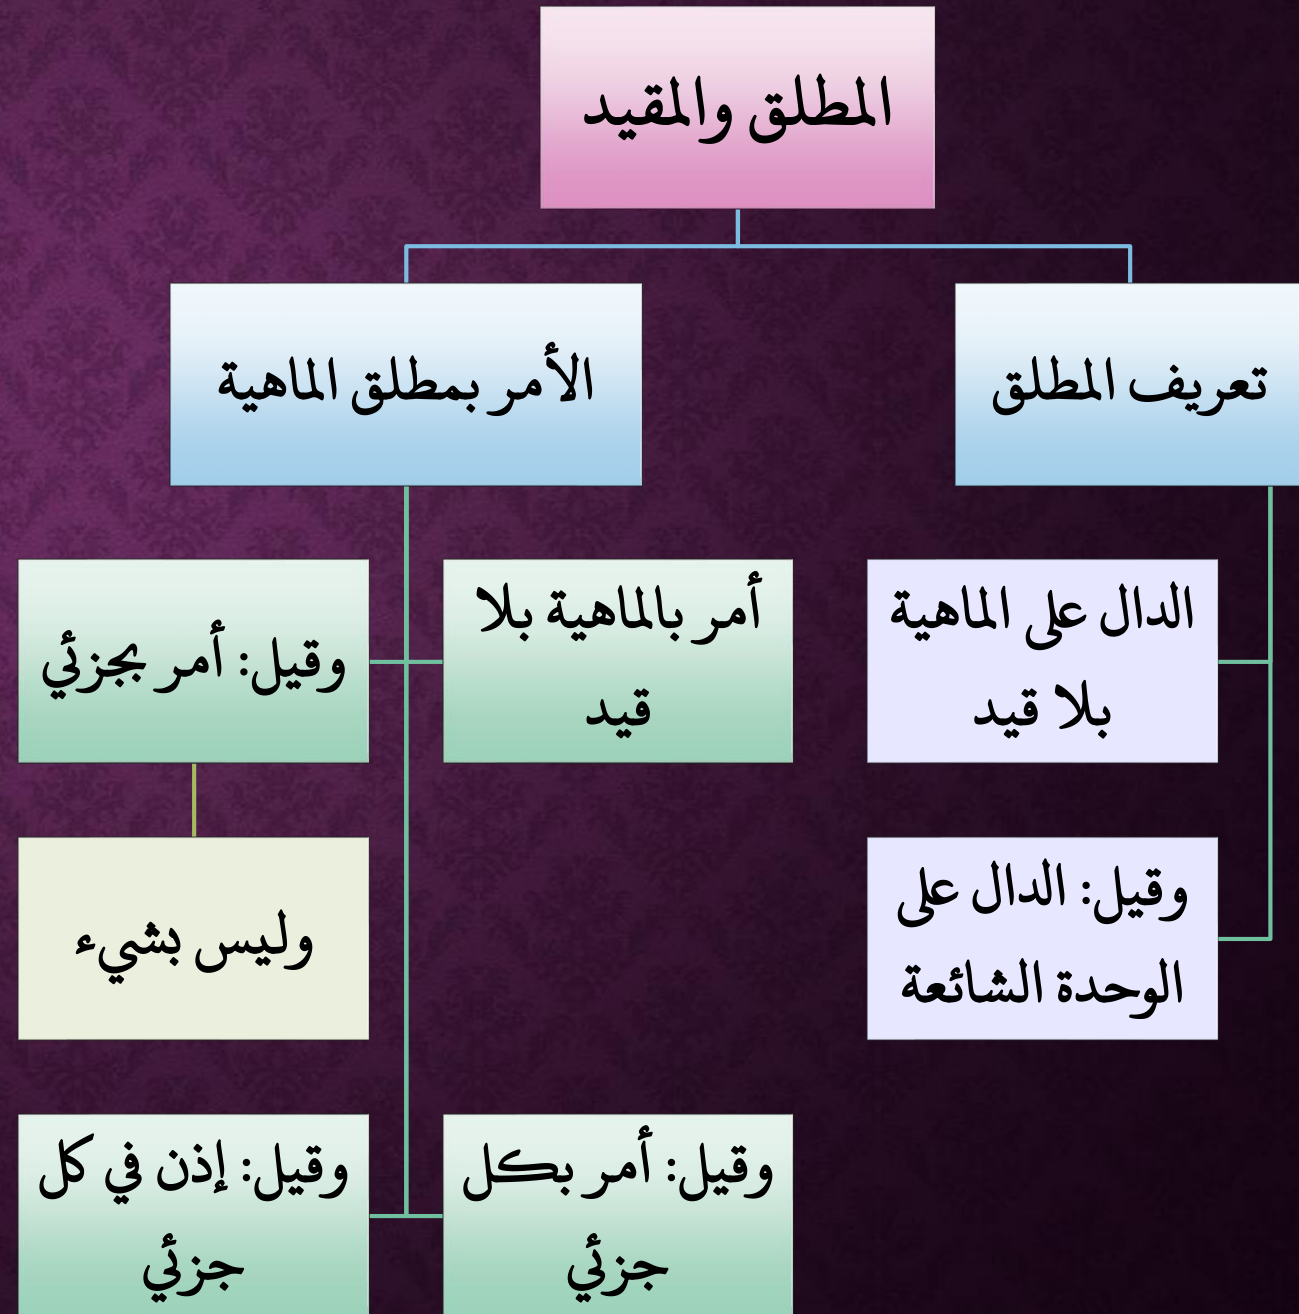 المطلق والمقيد
تعريف المطلق
الأمر بمطلق الماهية
الدال على الماهية
بلا قيد
أمر بالماهية بلا
قيد
وقيل: أمر بجزئي
وقيل: الدال على
الوحدة الشائعة
وليس بشيء
وقيل: أمر بكل
جزئي
وقيل: إذن في كل
جزئي